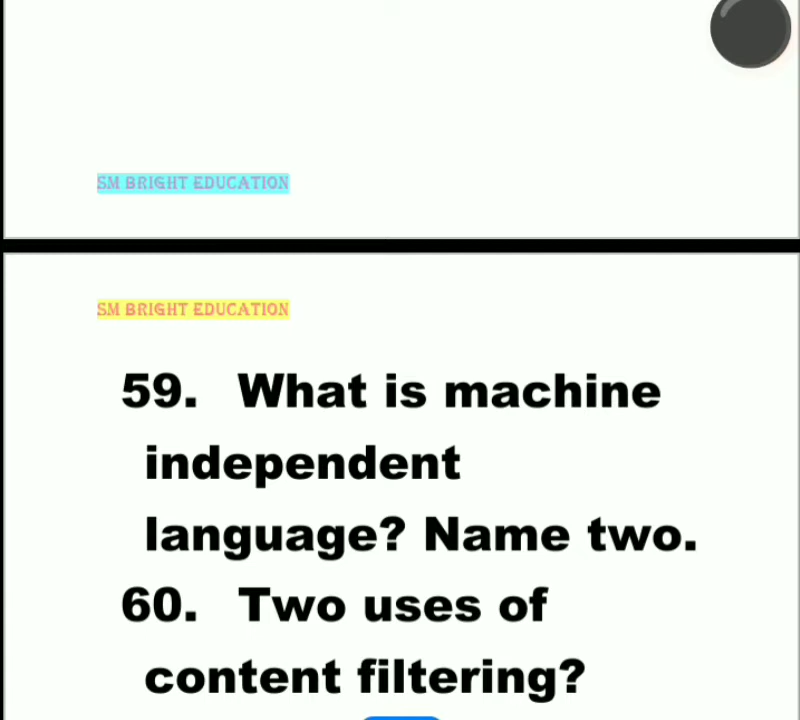 SM BRIGHT EDUCATION
SM BRIGHT EDUCATION
59. What is machine
independent
language? Name two.
60. Two uses of
content filtering?